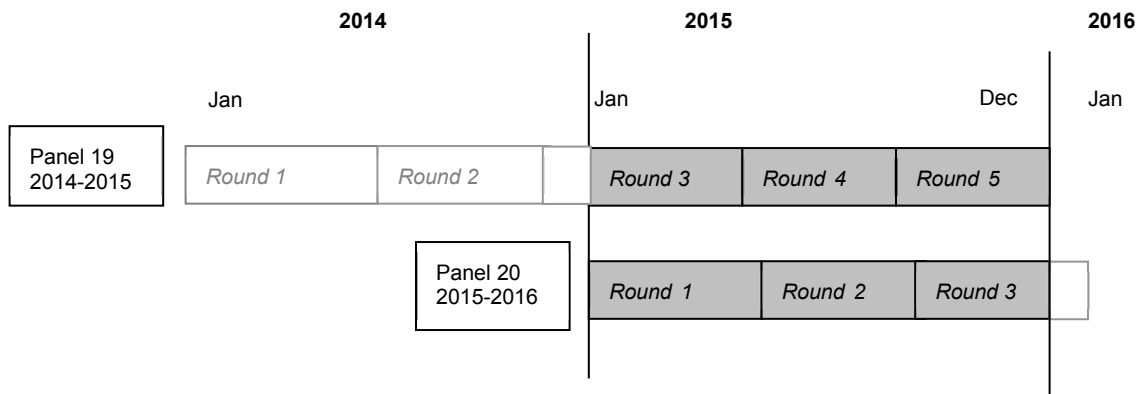 2014 2015 2016
Jan Jan Dec Jan
Panel 19
2014-2015
Round 1 Round 2 Round 3 Round 4 Round 5
Panel 20
2015-2016
Round 1 Round 2 Round 3